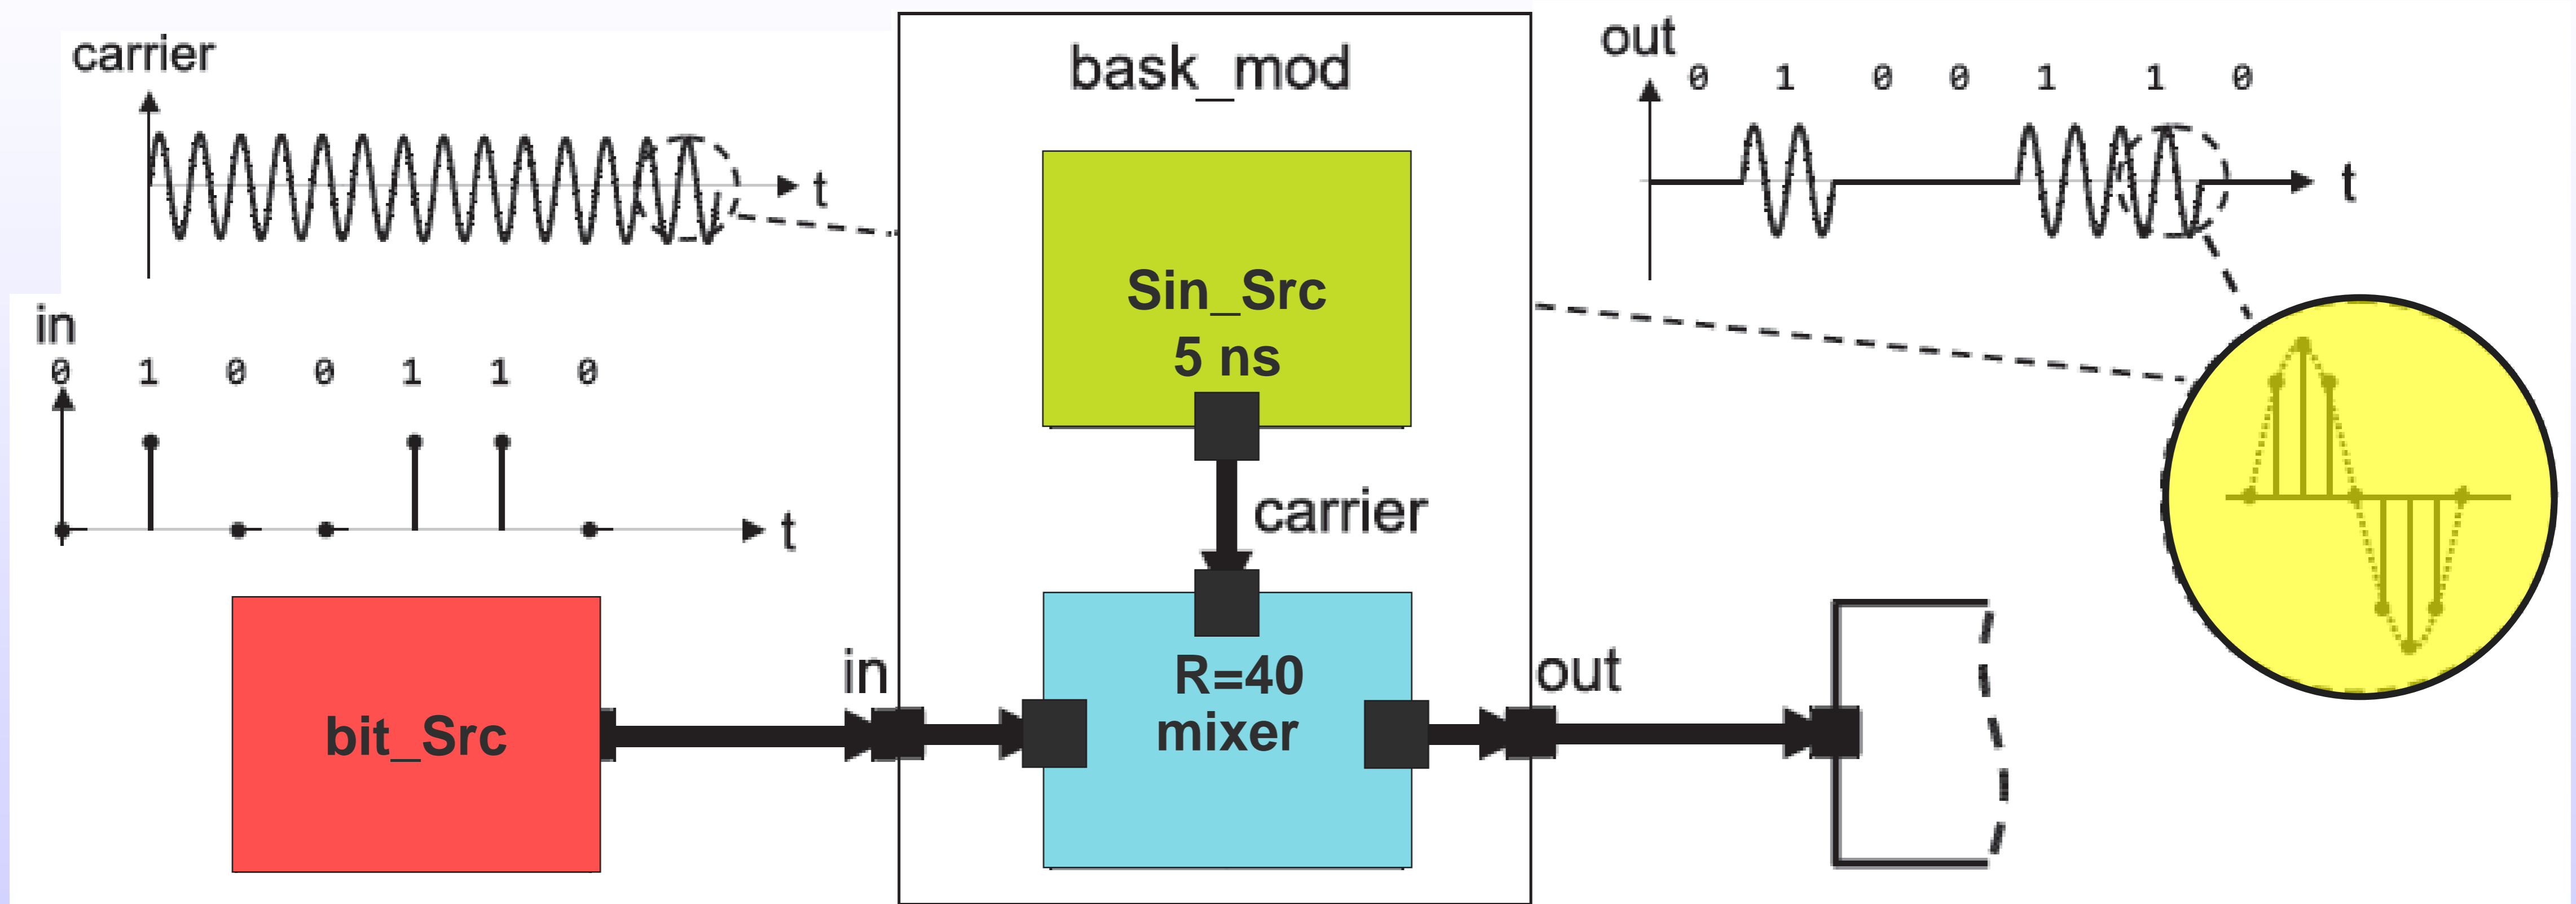 carrier
t
in
0 1 0 0 1 1 0
t
bit_Src
in
bask_mod
Sin_Src
5 ns
carrier
R=40
mixer
out
out
0 1 0 0 1 1 0
t